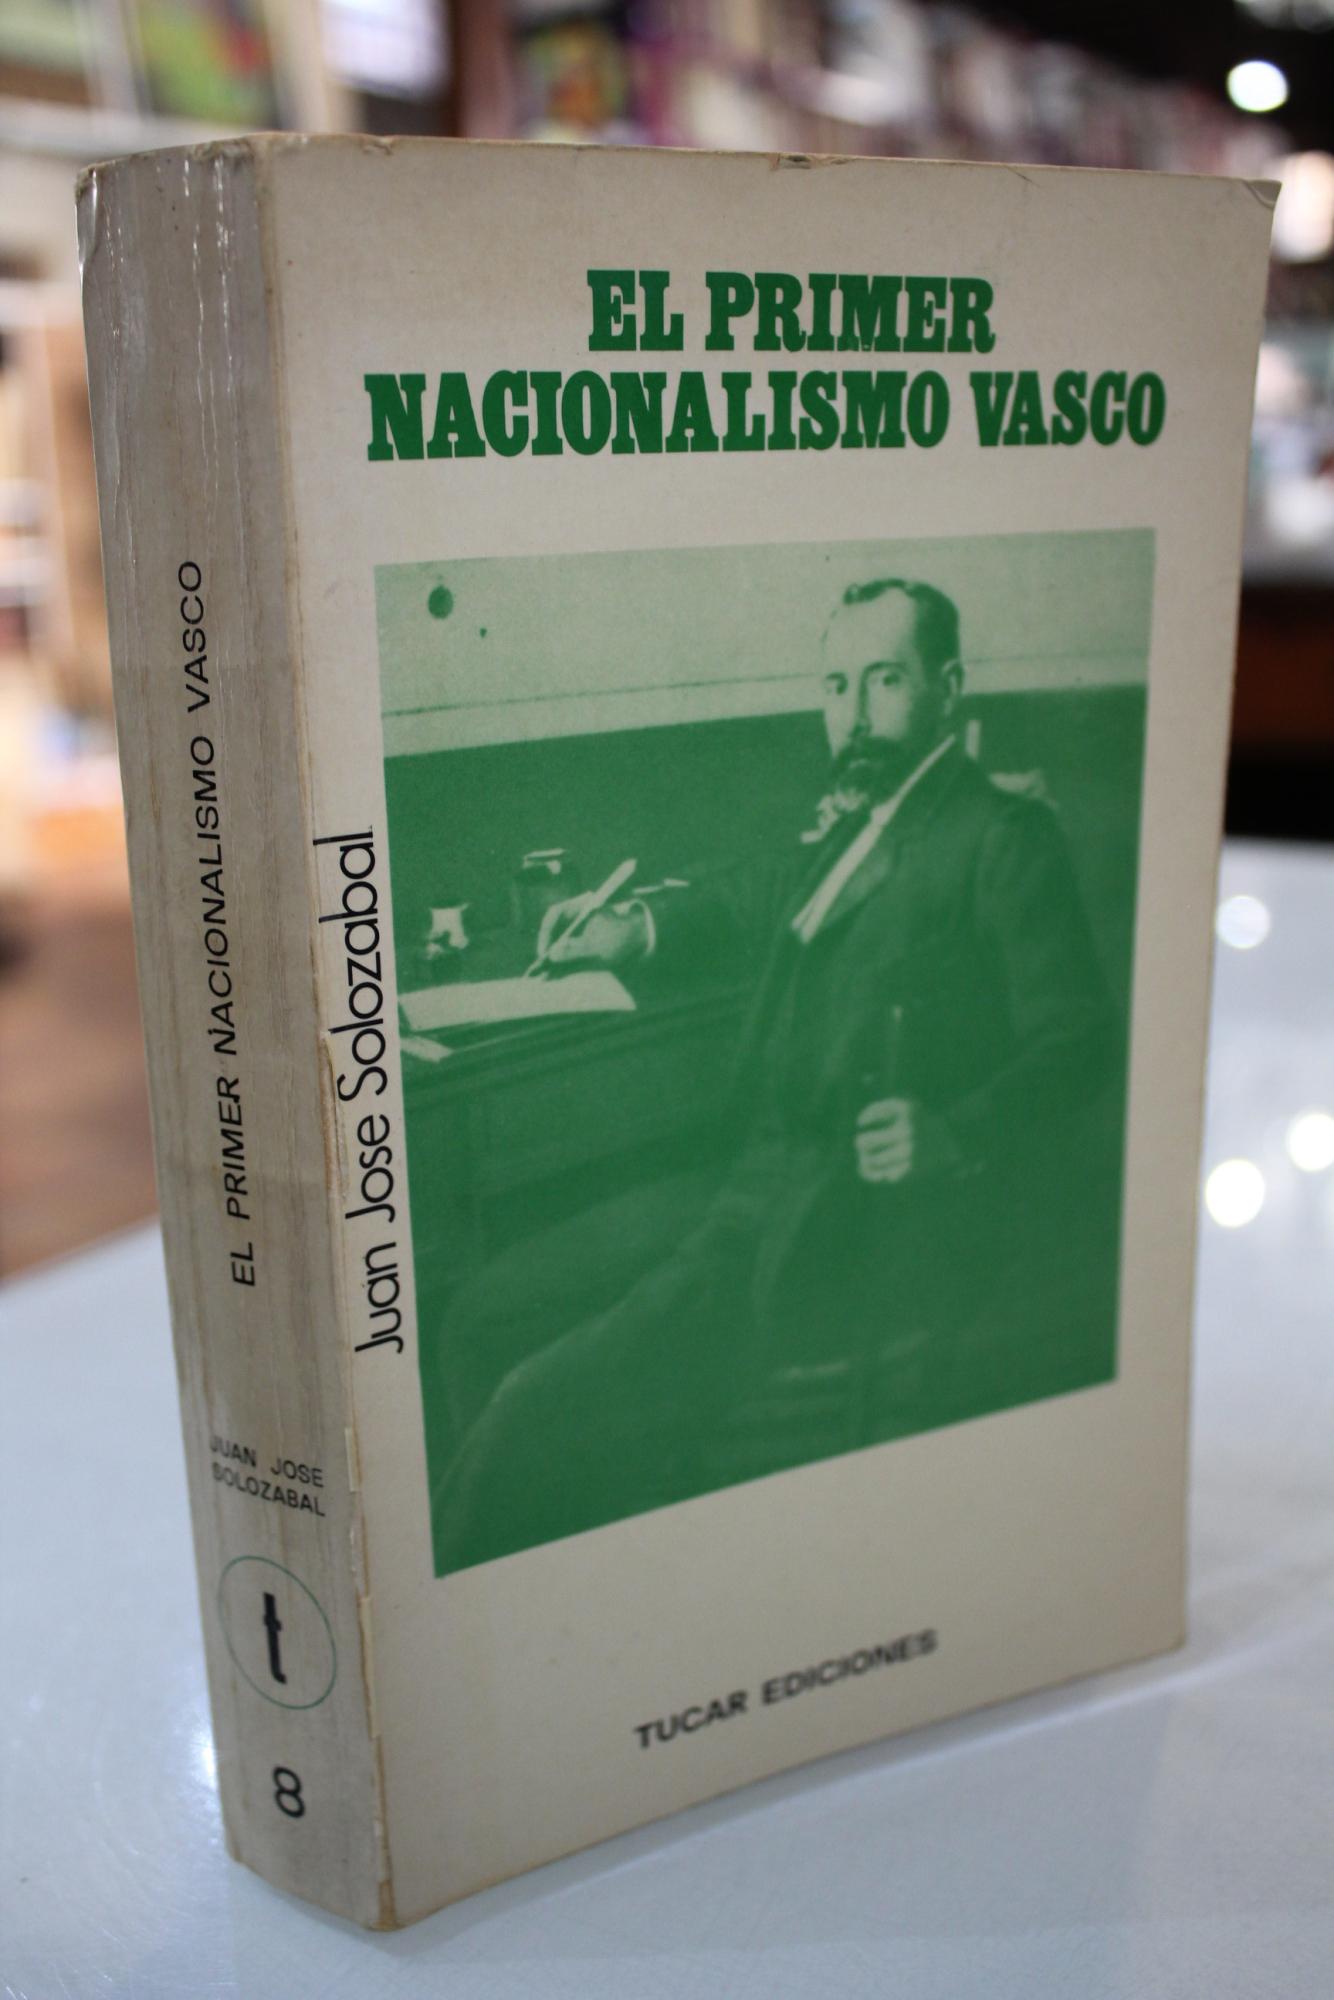 EL PRIMER
NACIONALISMO VASCO
Juan Jose Solozabal
TUCAR EDICIONES
EL PRIMER NACIONALISMO VASCO
JUAN JOSE
SOLOZABAL
t
8